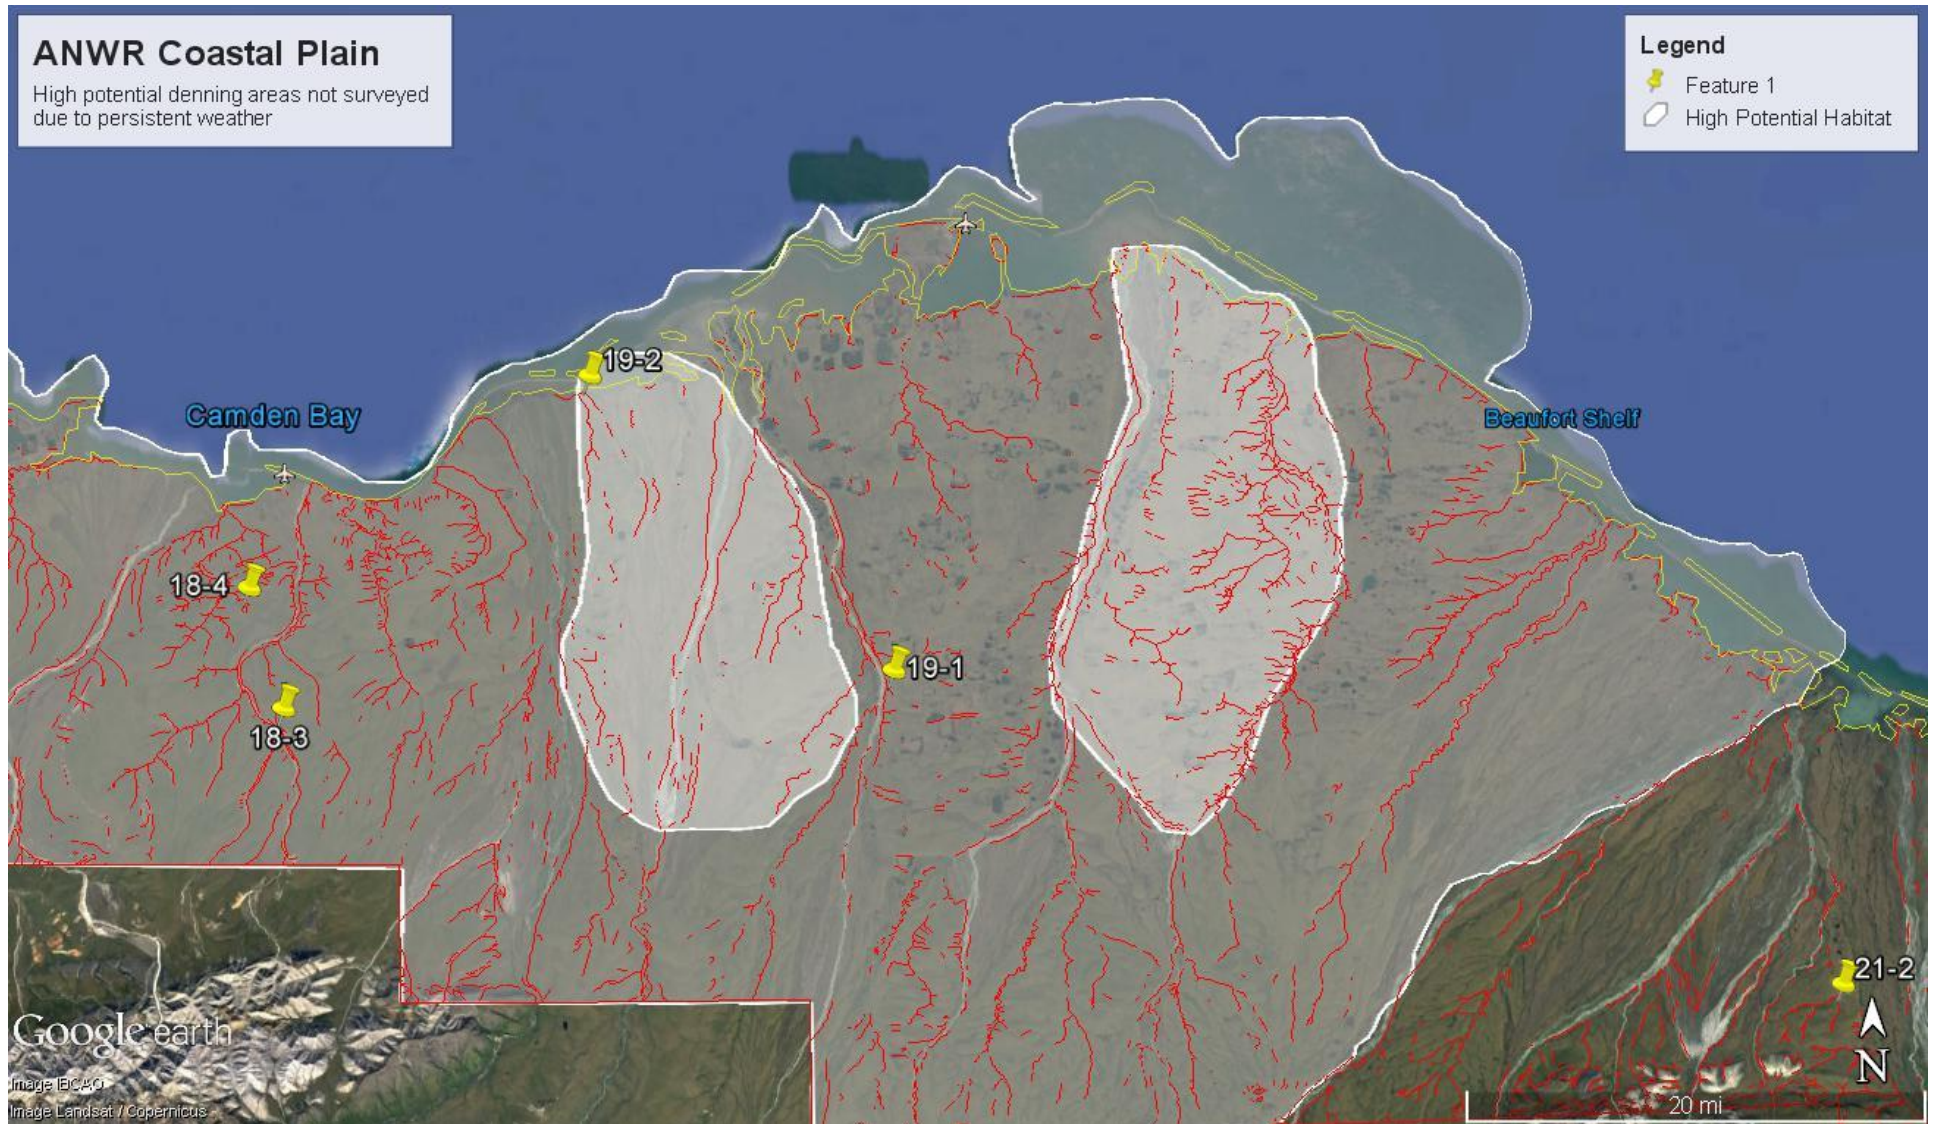 ANWR Coastal Plain
High potential denning areas not surveyed
due to persistent weather
Legend
Feature 1
High Potential Habitat
19-2
Camden Bay
Beaufort Shelf
18-4
19-1
18-3
21-2
N
Google earth
Image IBCAO
Image Landsat / Copernicus
20 mi